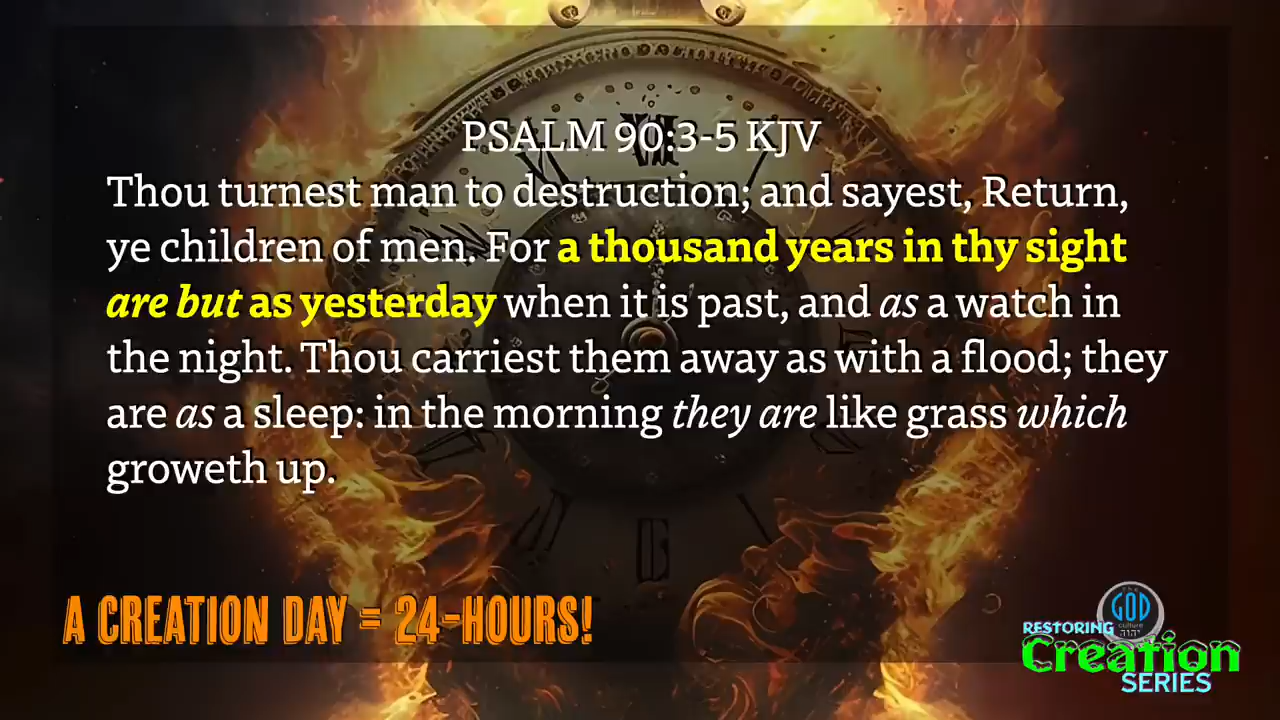 PSALM 90:3-5 KJV
Thou turnest man to destruction; and sayest, Return,
ye children of men. For a thousand years in thy sight
are but as yesterday when it is past, and as a watch in
the night. Thou carriest them away as with a flood; they
are as a sleep: in the morning they are like grass which
groweth up.
A CREATION DAY = 24-HOURS!
THE
GOD
culture
יהוה
RESTORING
Creation
SERIES